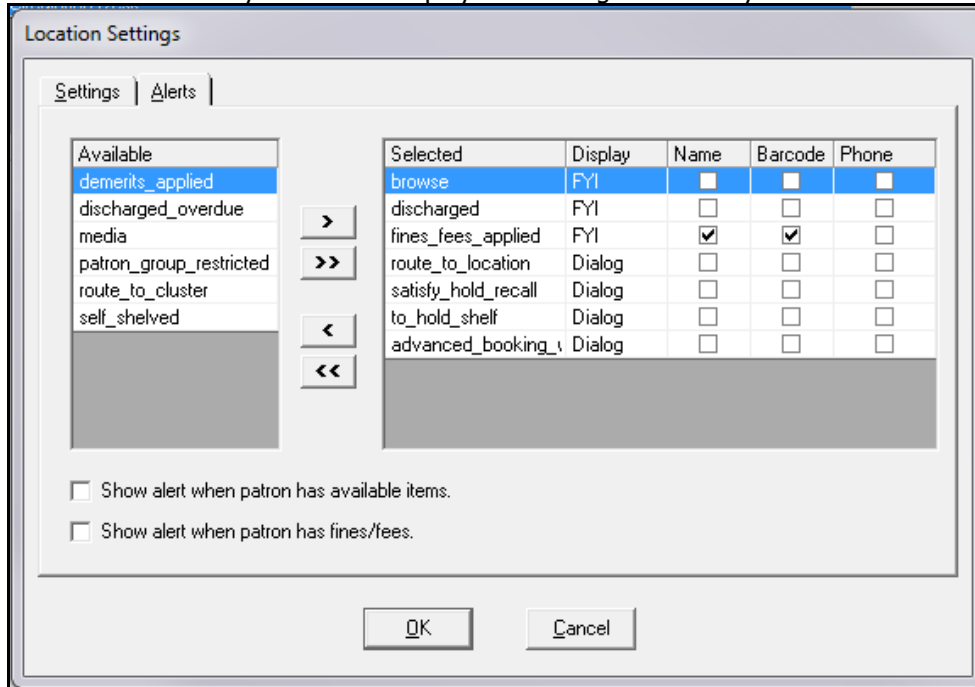 Location Settings
Settings Alerts
Available
demerits_applied
discharged_overdue
media
patron_group_restricted
route_to_cluster
self_shelved
>
>>
<
<<
Selected Display Name Barcode Phone
browse FYI
discharged FYI
fines_fees_applied FYI
route_to_location Dialog
satisfy_hold_recall Dialog
to_hold_shelf Dialog
advanced_booking_ Dialog
Show alert when patron has available items.
Show alert when patron has fines/fees.
OK Cancel